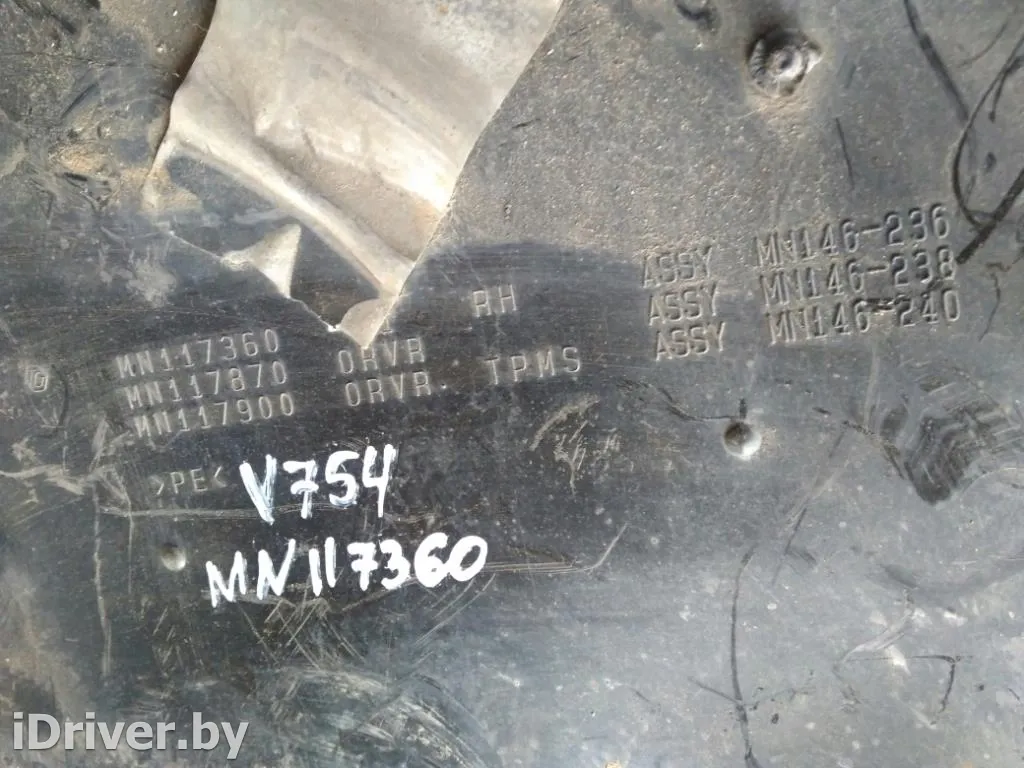 MN117360 RH
MN117870 ORVR
MN117900 ORVR. TPMS
ASSY MN146-236
ASSY MN146-238
ASSY MN146-240
>PE<
V754
MN117360
iDriver.by